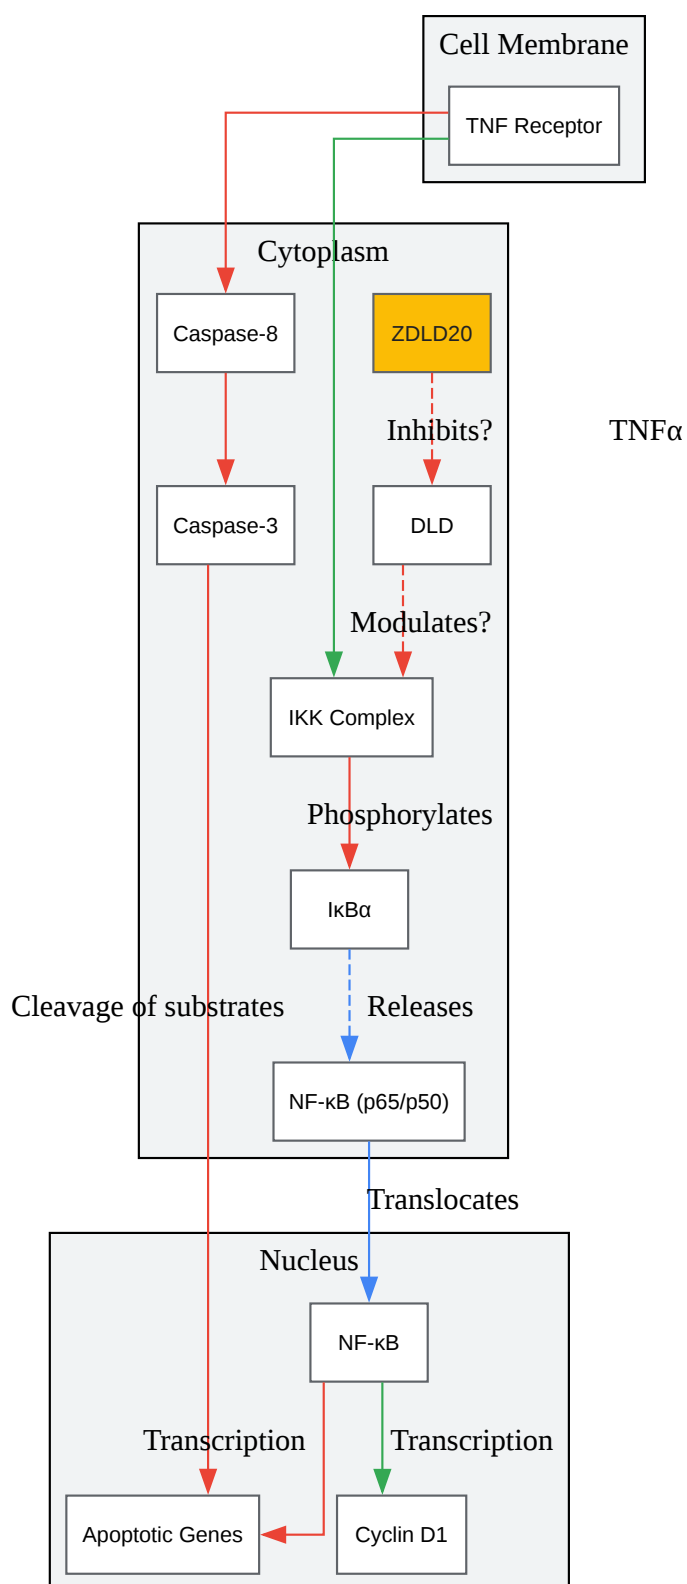 Cell Membrane
TNF Receptor
Cytoplasm
Caspase-8
ZDLD20
Inhibits?
TNFα
Caspase-3
DLD
Modulates?
IKK Complex
Phosphorylates
IκBα
Cleavage of substrates
Releases
NF-κB (p65/p50)
Translocates
Nucleus
NF-κB
Transcription
Transcription
Apoptotic Genes
Cyclin D1